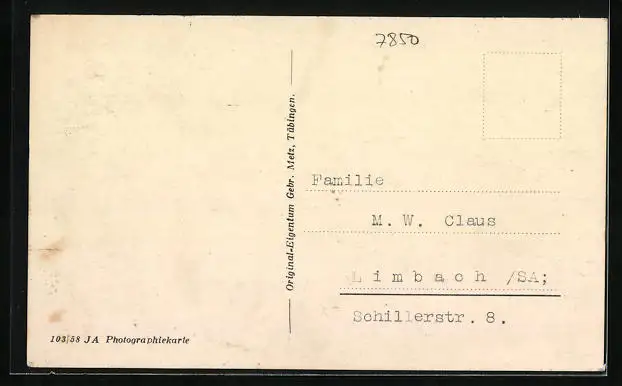 7850
Original-Eigentum Gebr. Metz, Tübingen.
Familie
M. W. Claus
Limbach /SA;
Schillerstr. 8.
103/58 JA Photographiekarte